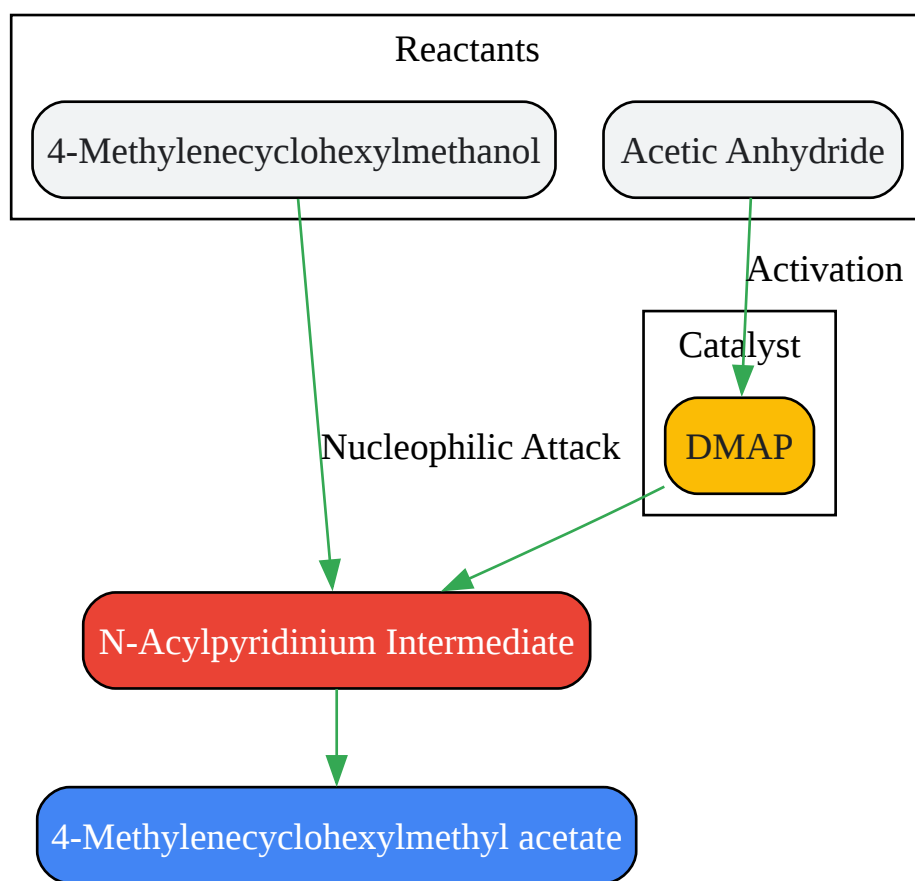 Reactants
4-Methylenecyclohexylmethanol
Acetic Anhydride
Activation
Catalyst
DMAP
Nucleophilic Attack
N-Acylpyridinium Intermediate
4-Methylenecyclohexylmethyl acetate